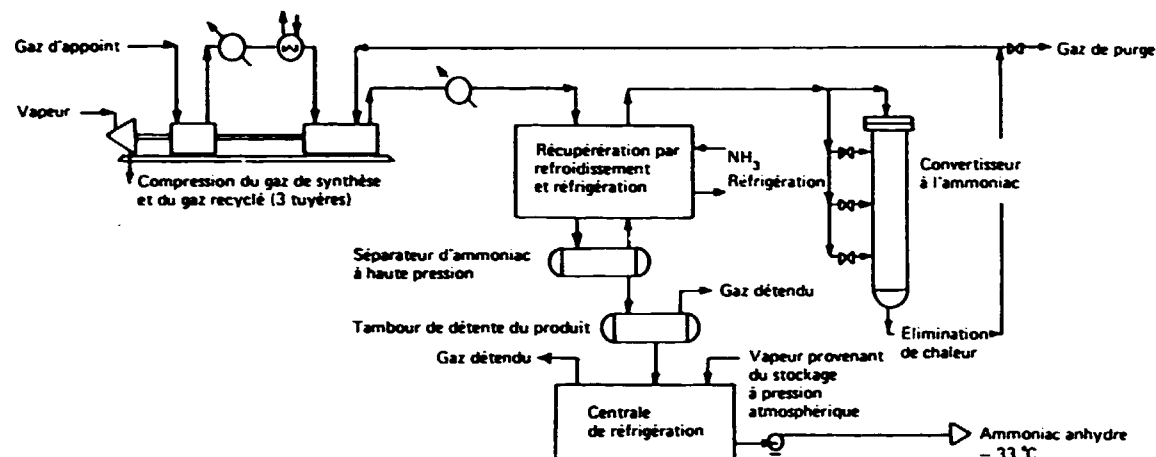 Gaz d'appoint
Gaz de purge
Vapeur
Compression du gaz de synthèse
et du gaz recyclé (3 tuyères)
Récupérération par
refroidissement
et réfrigération
NH3
Réfrigération
Convertisseur
à l'ammoniac
Séparateur d'ammoniac
à haute pression
Gaz détendu
Tambour de détente du produit
Elimination
de chaleur
Gaz détendu
Vapeur provenant
du stockage
à pression
atmosphérique
Centrale
de réfrigération
Ammoniac anhydre
– 33 °C